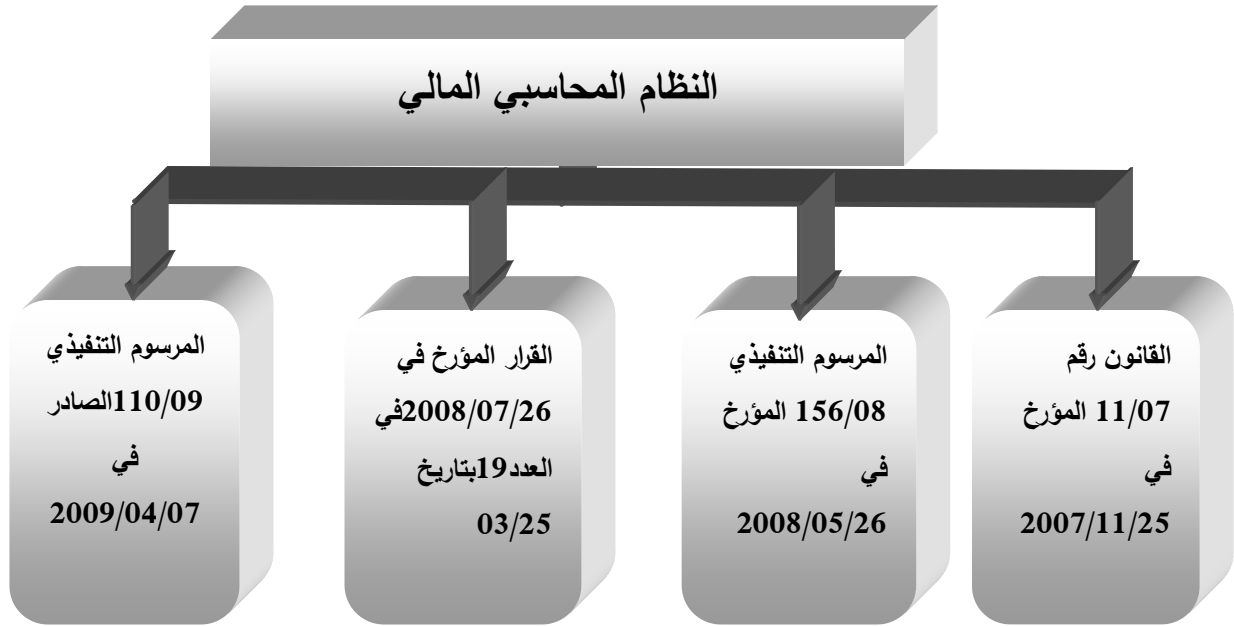 النظام المحاسبي المالي
القانون رقم
11/07 المؤرخ
في
2007/11/25
المرسوم التنفيذي
156/08 المؤرخ
في
2008/05/26
القرار المؤرخ في
2008/07/26في
العدد19بتاريخ
03/25
المرسوم التنفيذي
110/09الصادر
في
2009/04/07